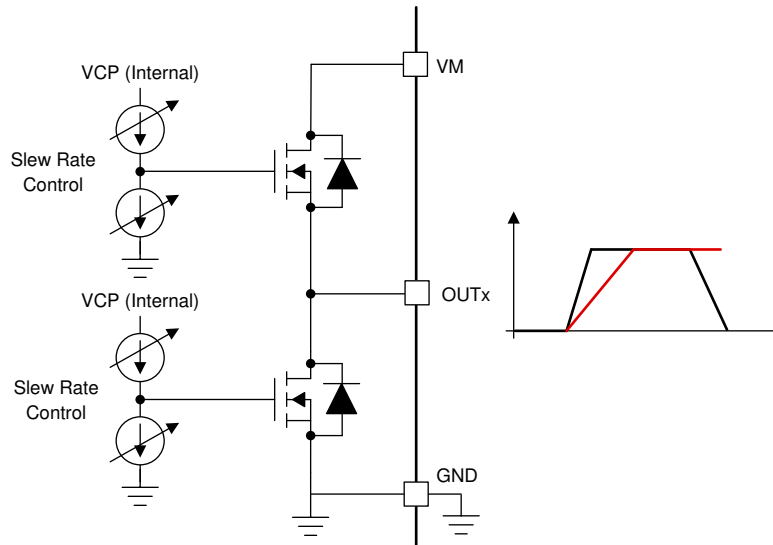 VM
VCP (Internal)
Slew Rate
Control
OUTx
VCP (Internal)
Slew Rate
Control
GND